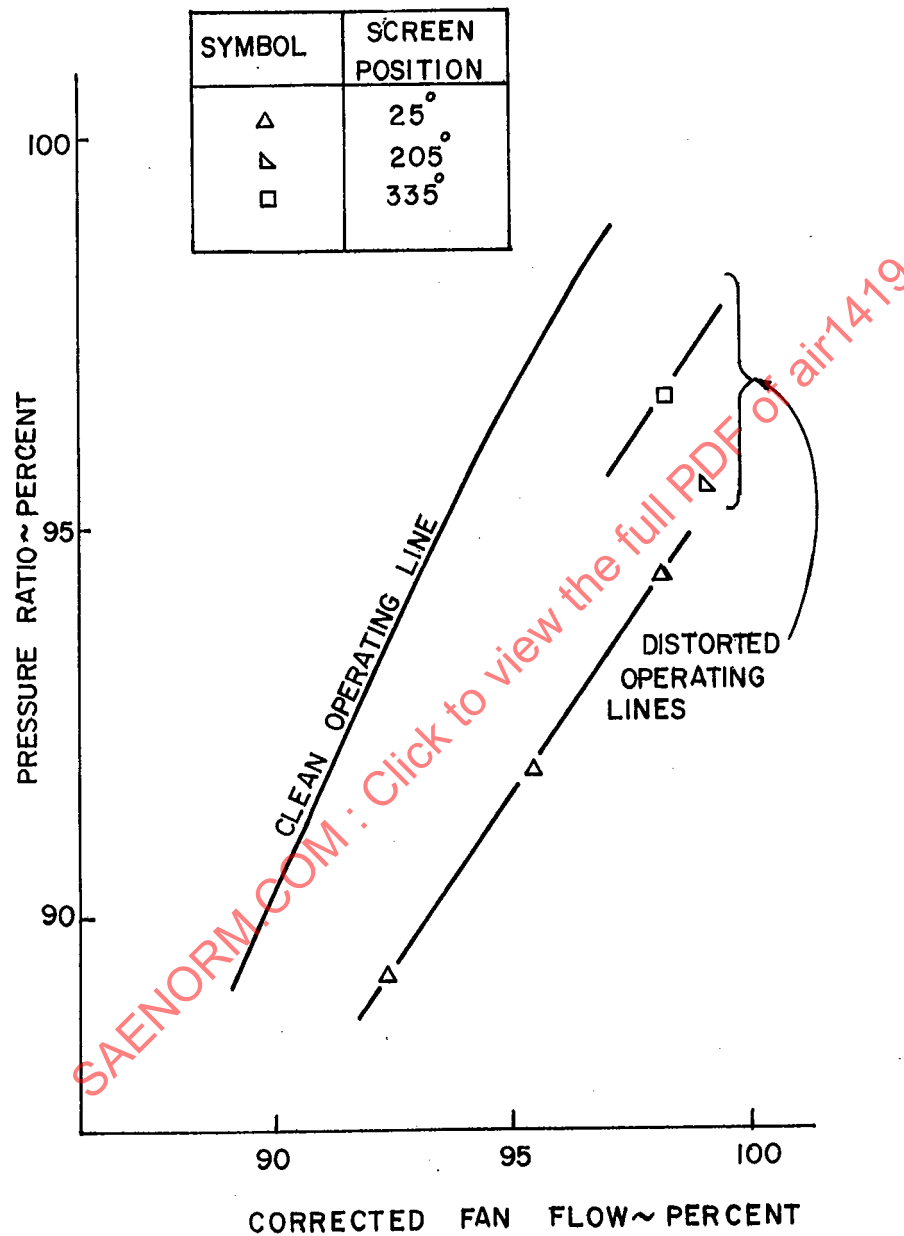 SYMBOL
SCREEN
POSITION
25°
205°
335°
100
95
90
PRESSURE RATIO~PERCENT
CLEAN OPERATING LINE
DISTORTED
OPERATING
LINES
90
95
100
CORRECTED FAN FLOW~PERCENT
SAENORM.COM : Click to view the full PDF of air1419